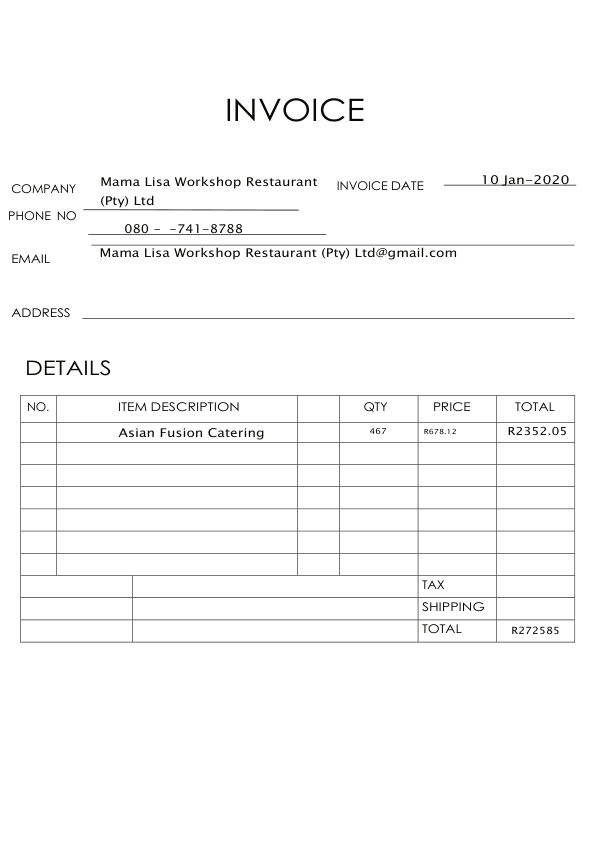 INVOICE
COMPANY Mama Lisa Workshop Restaurant INVOICE DATE 10 Jan-2020
(Pty) Ltd
PHONE NO 080 - -741-8788
EMAIL Mama Lisa Workshop Restaurant (Pty) Ltd@gmail.com
ADDRESS
DETAILS
NO. ITEM DESCRIPTION QTY PRICE TOTAL
Asian Fusion Catering 467 R678.12 R2352.05
TAX
SHIPPING
TOTAL R272585